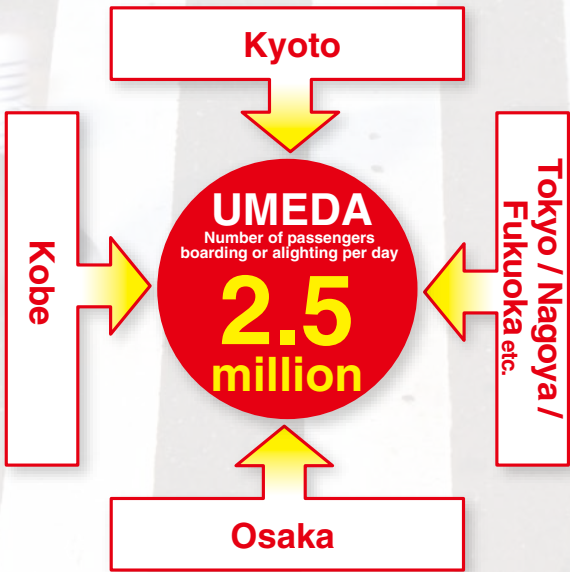 Kyoto
Kobe
UMEDA
Number of passengers
boarding or alighting per day
2.5
million
Tokyo / Nagoya /
Fukuoka etc.
Osaka